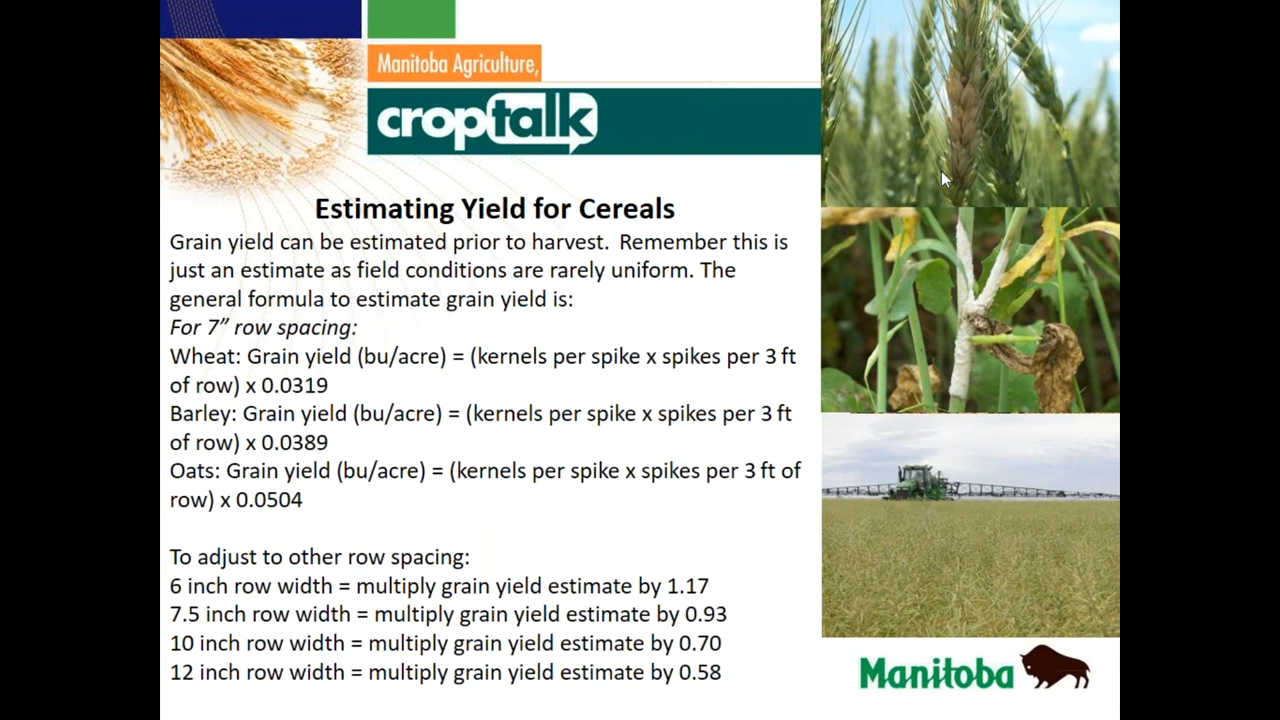 Manitoba Agriculture,
croptalk
Estimating Yield for Cereals
Grain yield can be estimated prior to harvest. Remember this is
just an estimate as field conditions are rarely uniform. The
general formula to estimate grain yield is:
For 7” row spacing:
Wheat: Grain yield (bu/acre) = (kernels per spike x spikes per 3 ft
of row) x 0.0319
Barley: Grain yield (bu/acre) = (kernels per spike x spikes per 3 ft
of row) x 0.0389
Oats: Grain yield (bu/acre) = (kernels per spike x spikes per 3 ft of
row) x 0.0504
To adjust to other row spacing:
6 inch row width = multiply grain yield estimate by 1.17
7.5 inch row width = multiply grain yield estimate by 0.93
10 inch row width = multiply grain yield estimate by 0.70
12 inch row width = multiply grain yield estimate by 0.58
Manitoba